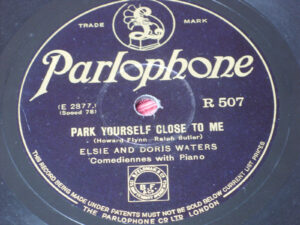 TRADE MARK
Parlophone
(E 2377.)
(Speed 78)
R 507
PARK YOURSELF CLOSE TO ME
(Howard Flynn - Ralph Butler)
ELSIE AND DORIS WATERS
Comediennes with Piano
THIS RECORD BEING MADE UNDER PATENTS MUST NOT BE SOLD BELOW CURRENT LIST PRICES
THE PARLOPHONE CO LTD LONDON